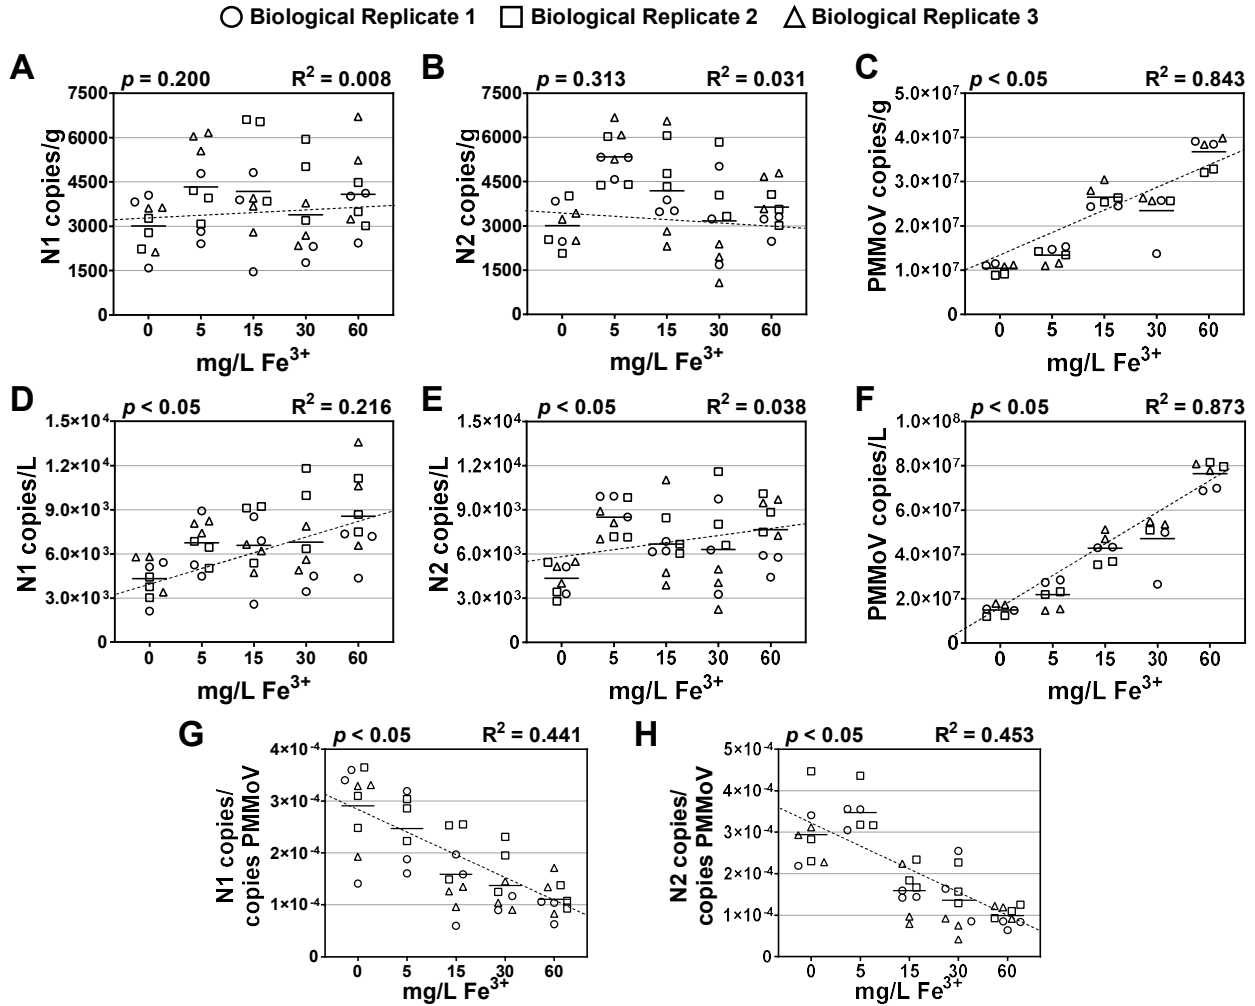 Biological Replicate 1 Biological Replicate 2 Biological Replicate 3
A
p = 0.200 R² = 0.008
N1 copies/g
7500
6000
4500
3000
1500
0
0 5 15 30 60
mg/L Fe³⁺
B
p = 0.313 R² = 0.031
N2 copies/g
7500
6000
4500
3000
1500
0
0 5 15 30 60
mg/L Fe³⁺
C
p < 0.05 R² = 0.843
PMMoV copies/g
5.0×10⁷
4.0×10⁷
3.0×10⁷
2.0×10⁷
1.0×10⁷
0
0 5 15 30 60
mg/L Fe³⁺
D
p < 0.05 R² = 0.216
N1 copies/L
1.5×10⁴
1.2×10⁴
9.0×10³
6.0×10³
3.0×10³
0
0 5 15 30 60
mg/L Fe³⁺
E
p < 0.05 R² = 0.038
N2 copies/L
1.5×10⁴
1.2×10⁴
9.0×10³
6.0×10³
3.0×10³
0
0 5 15 30 60
mg/L Fe³⁺
F
p < 0.05 R² = 0.873
PMMoV copies/L
1.0×10⁸
8.0×10⁷
6.0×10⁷
4.0×10⁷
2.0×10⁷
0
0 5 15 30 60
mg/L Fe³⁺
G
p < 0.05 R² = 0.441
N1 copies/
copies PMMoV
4×10⁻⁴
3×10⁻⁴
2×10⁻⁴
1×10⁻⁴
0
0 5 15 30 60
mg/L Fe³⁺
H
p < 0.05 R² = 0.453
N2 copies/
copies PMMoV
5×10⁻⁴
4×10⁻⁴
3×10⁻⁴
2×10⁻⁴
1×10⁻⁴
0
0 5 15 30 60
mg/L Fe³⁺